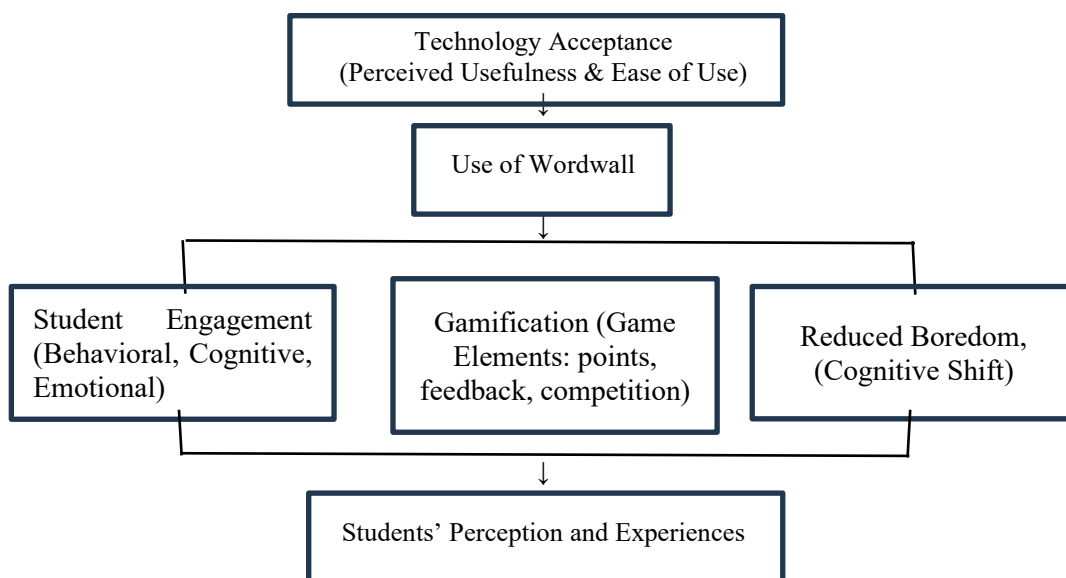 Technology Acceptance
(Perceived Usefulness & Ease of Use)
↓
Use of Wordwall
↓
Student Engagement
(Behavioral, Cognitive,
Emotional)
Gamification (Game
Elements: points,
feedback, competition)
Reduced Boredom,
(Cognitive Shift)
↓
Students’ Perception and Experiences